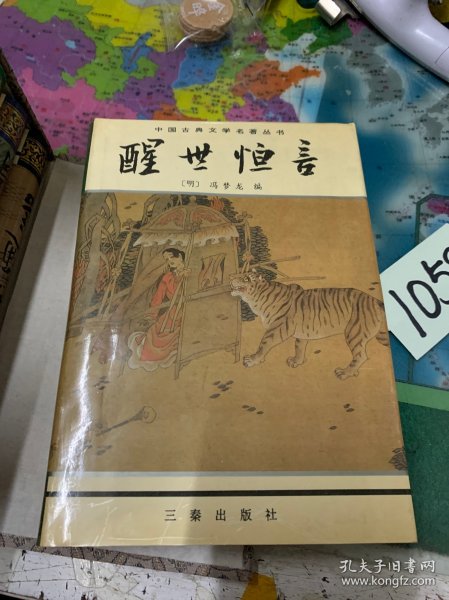 中国古典文学名著丛书
醒世恒言
〔明〕冯梦龙 编
三秦出版社
105
孔夫子旧书网
www.kongfz.com